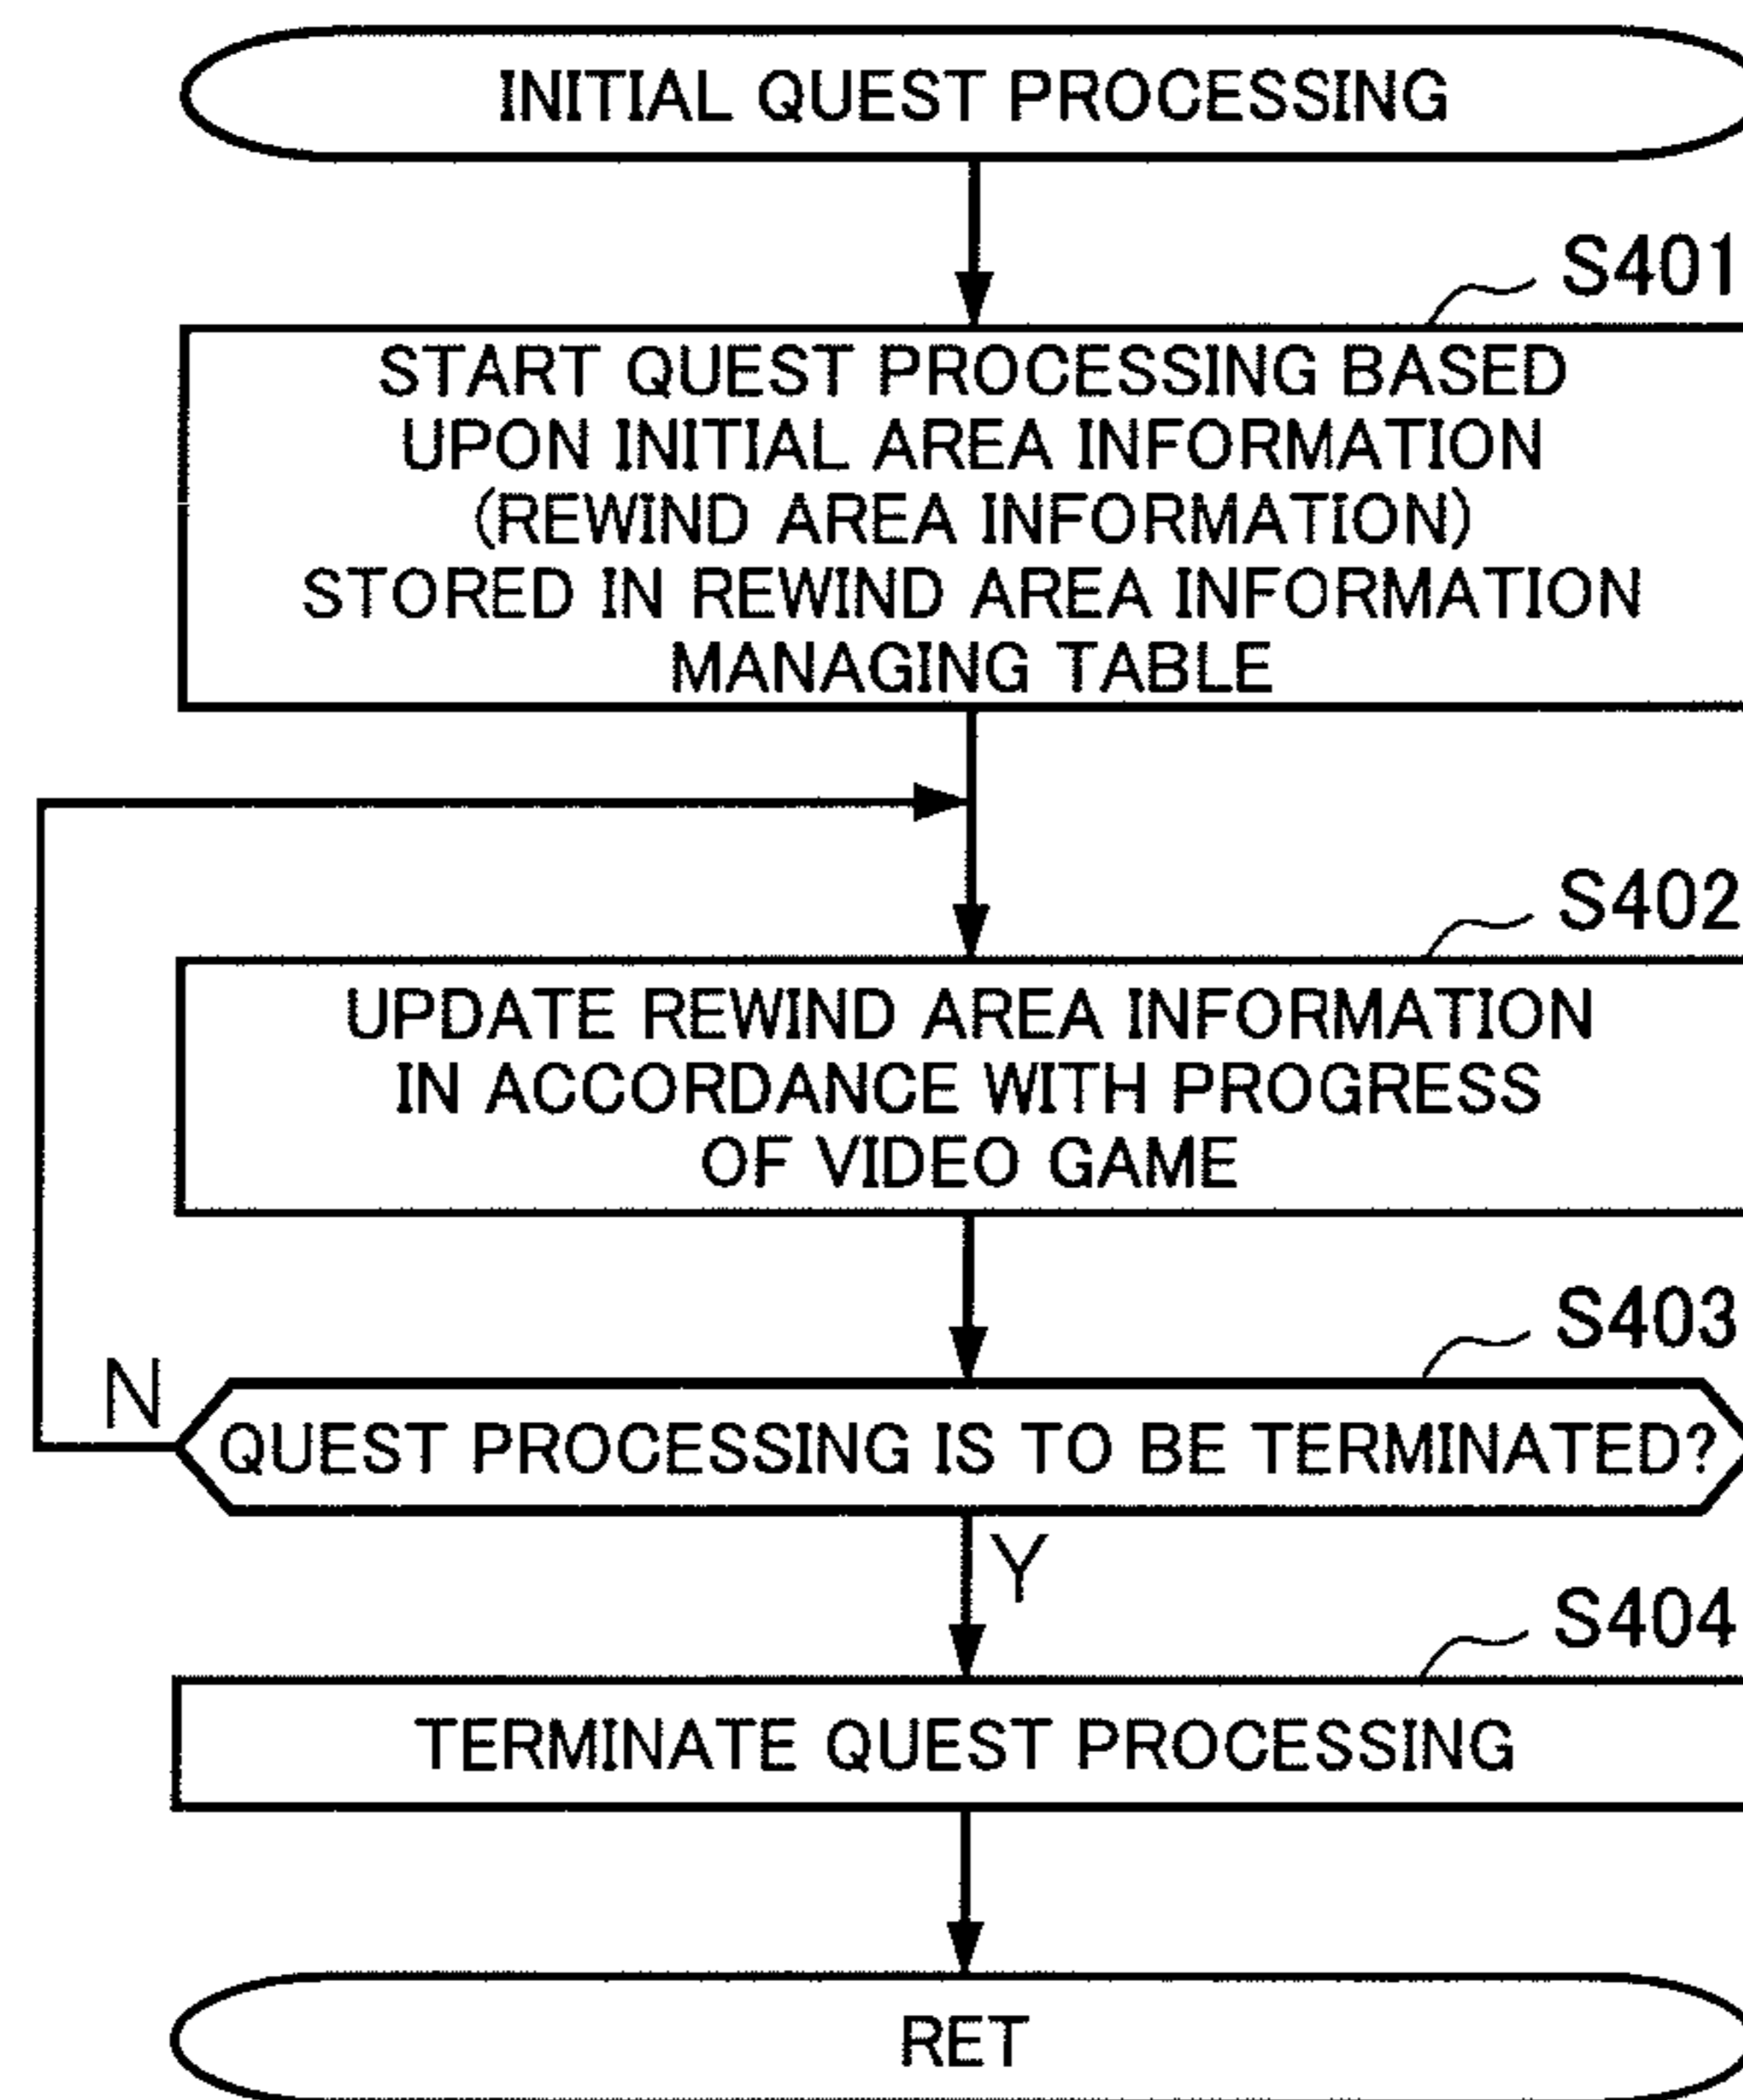 INITIAL QUEST PROCESSING
S401
START QUEST PROCESSING BASED
UPON INITIAL AREA INFORMATION
(REWIND AREA INFORMATION)
STORED IN REWIND AREA INFORMATION
MANAGING TABLE
S402
UPDATE REWIND AREA INFORMATION
IN ACCORDANCE WITH PROGRESS
OF VIDEO GAME
S403
N
QUEST PROCESSING IS TO BE TERMINATED?
Y
S404
TERMINATE QUEST PROCESSING
RET